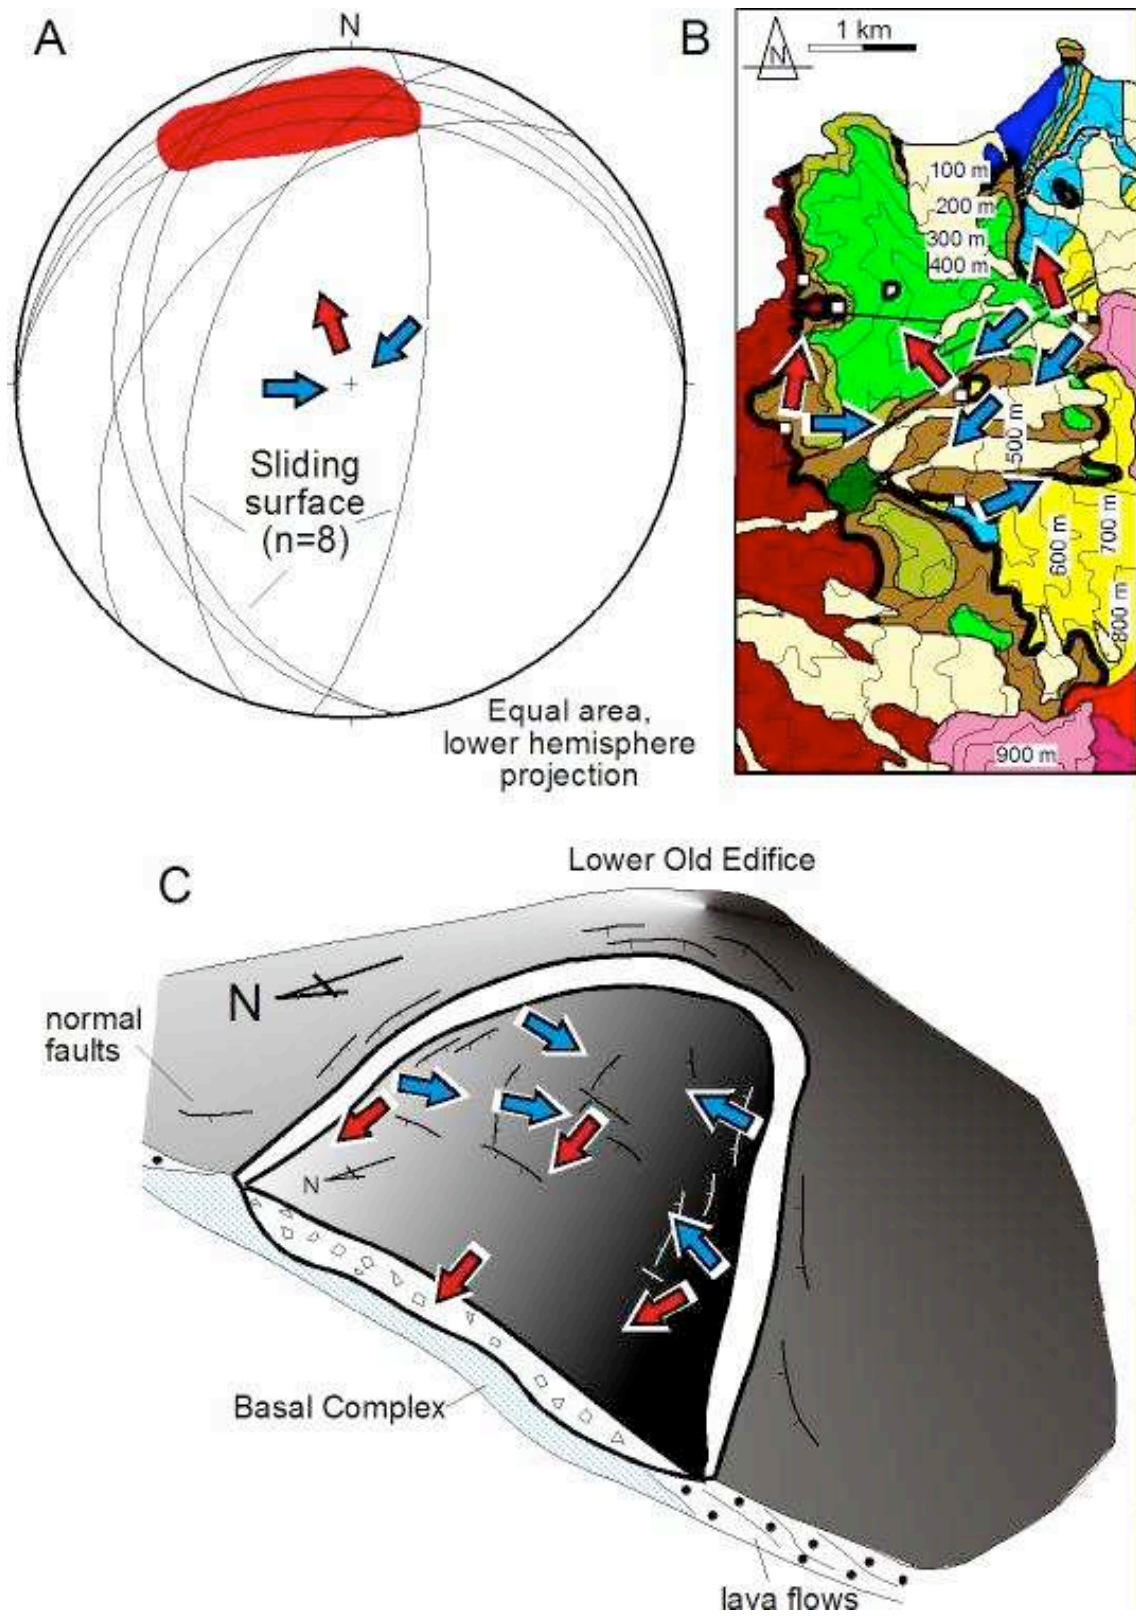 A
N
Sliding
surface
(n=8)
Equal area,
lower hemisphere
projection
B
N
1 km
100 m
200 m
300 m
400 m
500 m
600 m
700 m
800 m
900 m
C
Lower Old Edifice
N
normal
faults
N
Basal Complex
lava flows